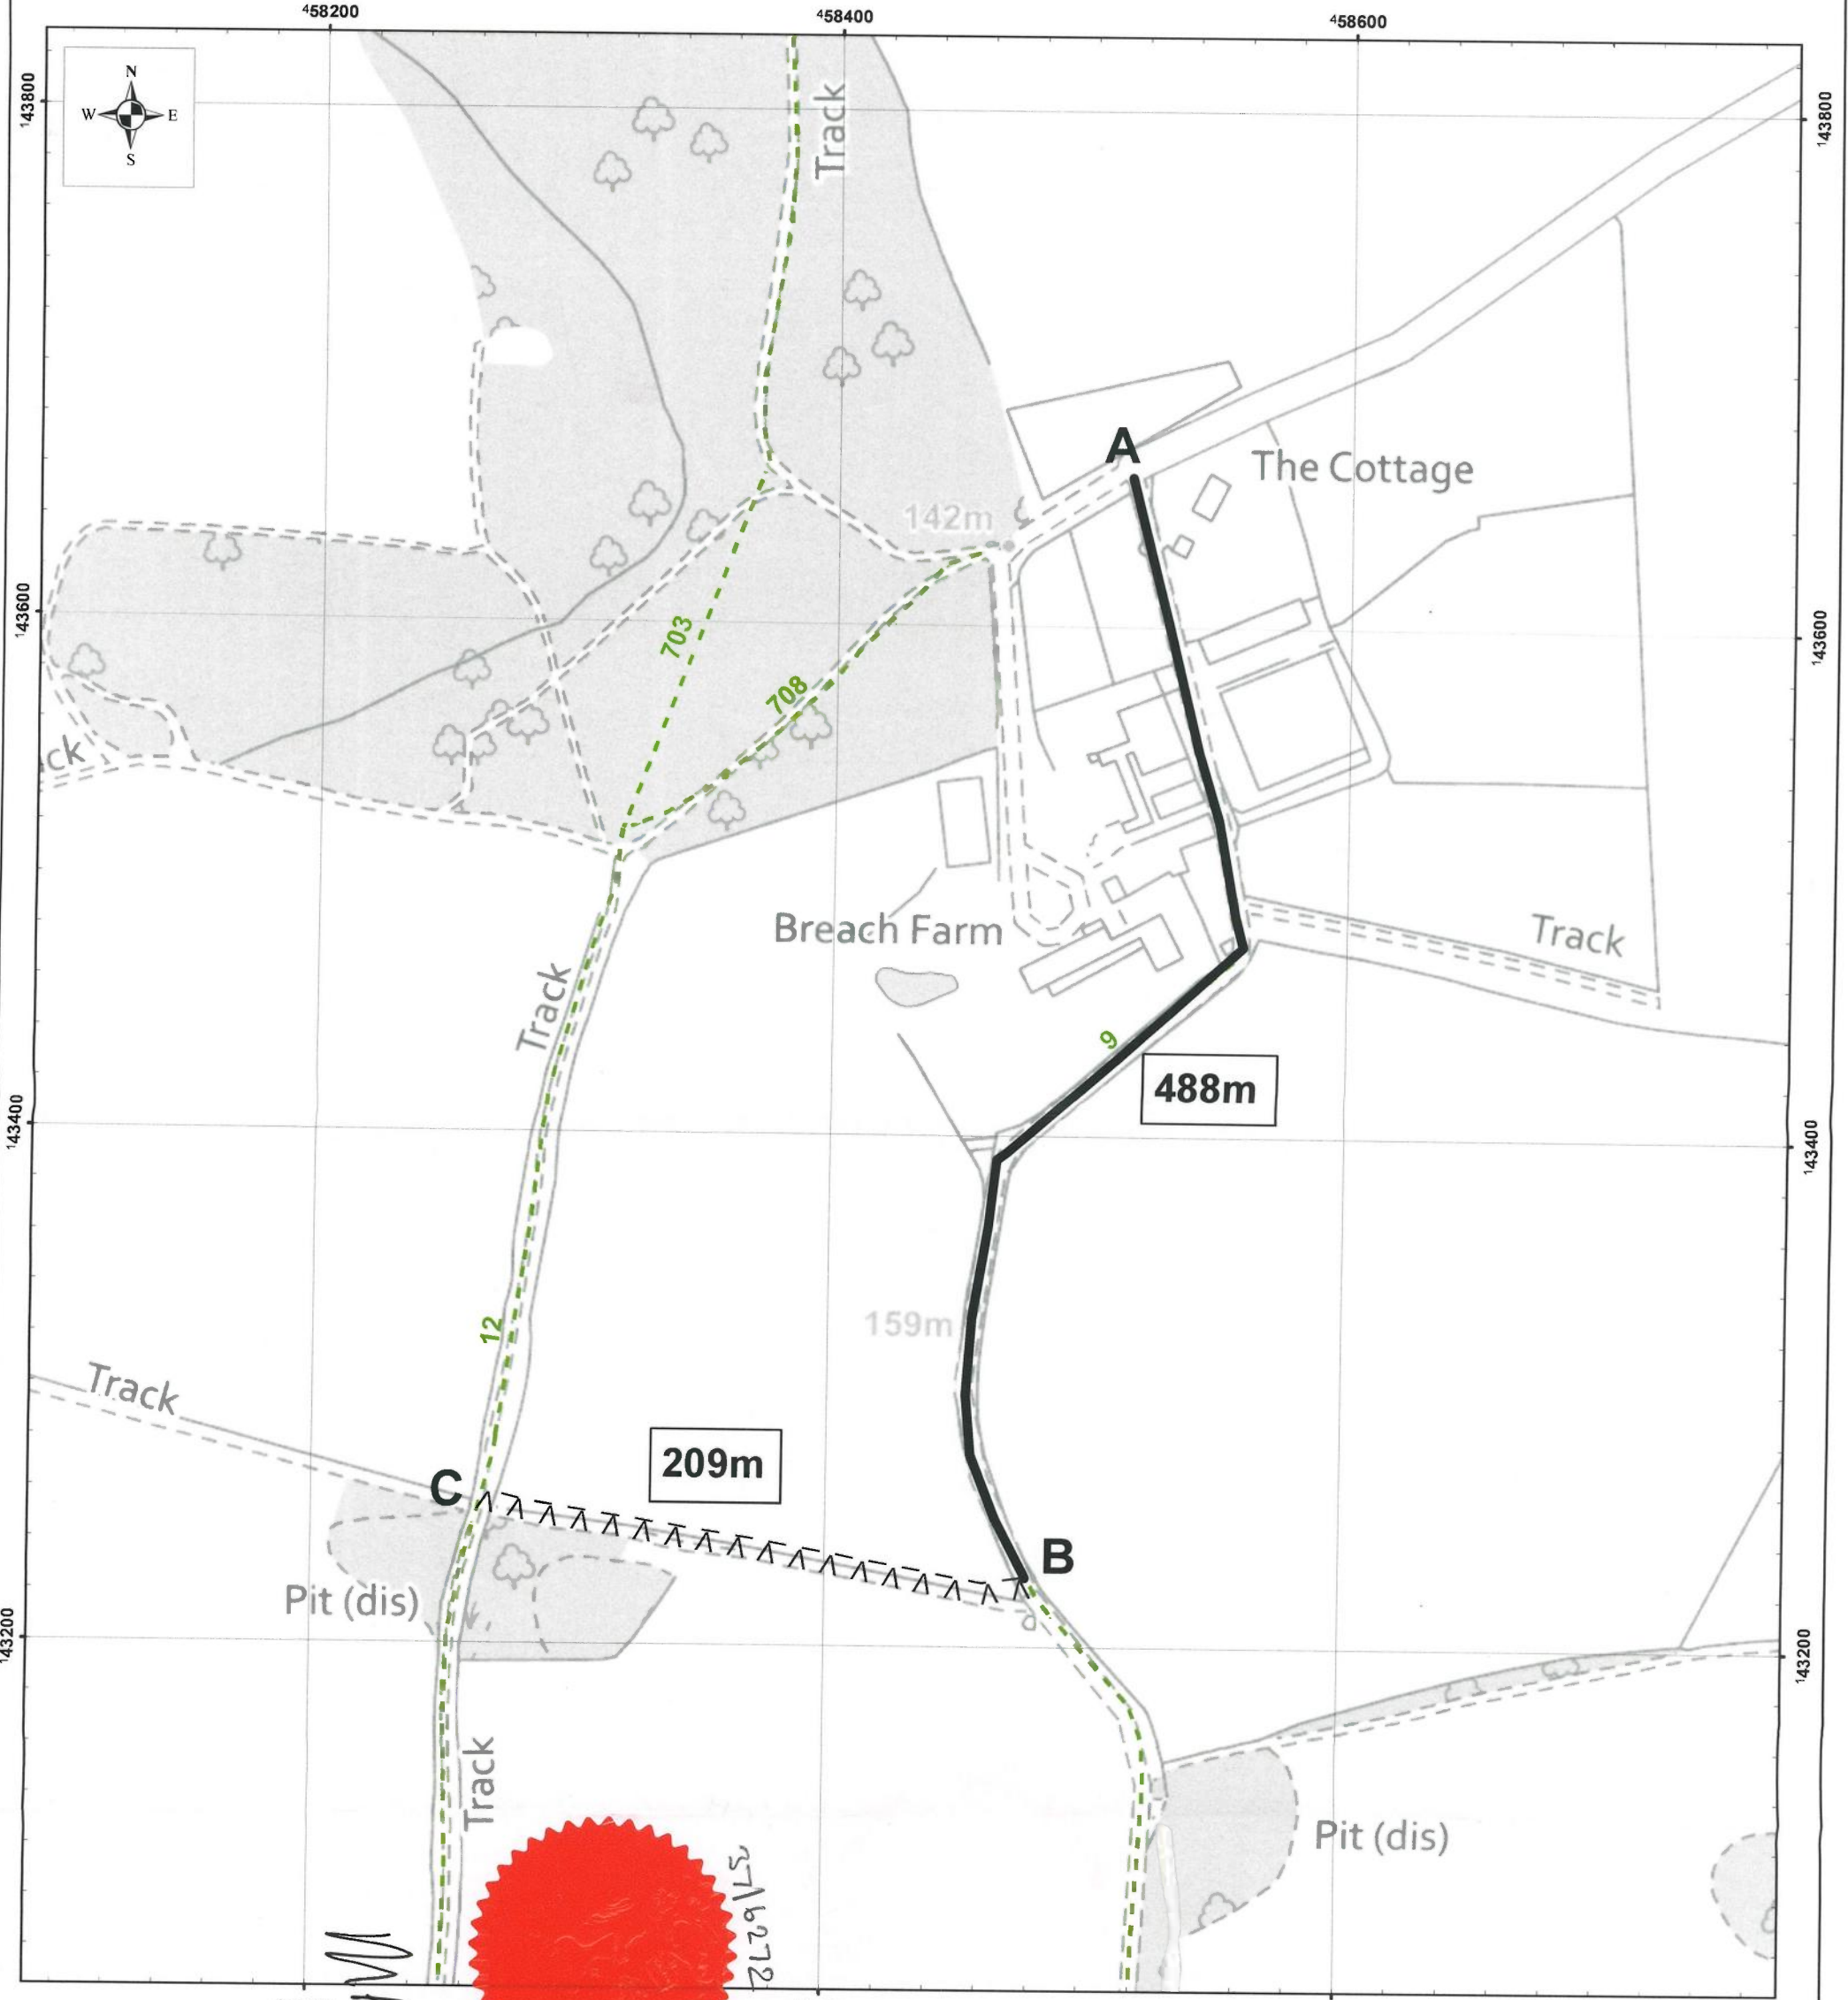 458200
458400
458600
143800
143800
N
W E
S
Track
A
The Cottage
142m
143600
143600
703
708
ck
Breach Farm
Track
Track
9
488m
143400
143400
12
159m
Track
209m
C
B
Pit (dis)
143200
143200
Track
Pit (dis)